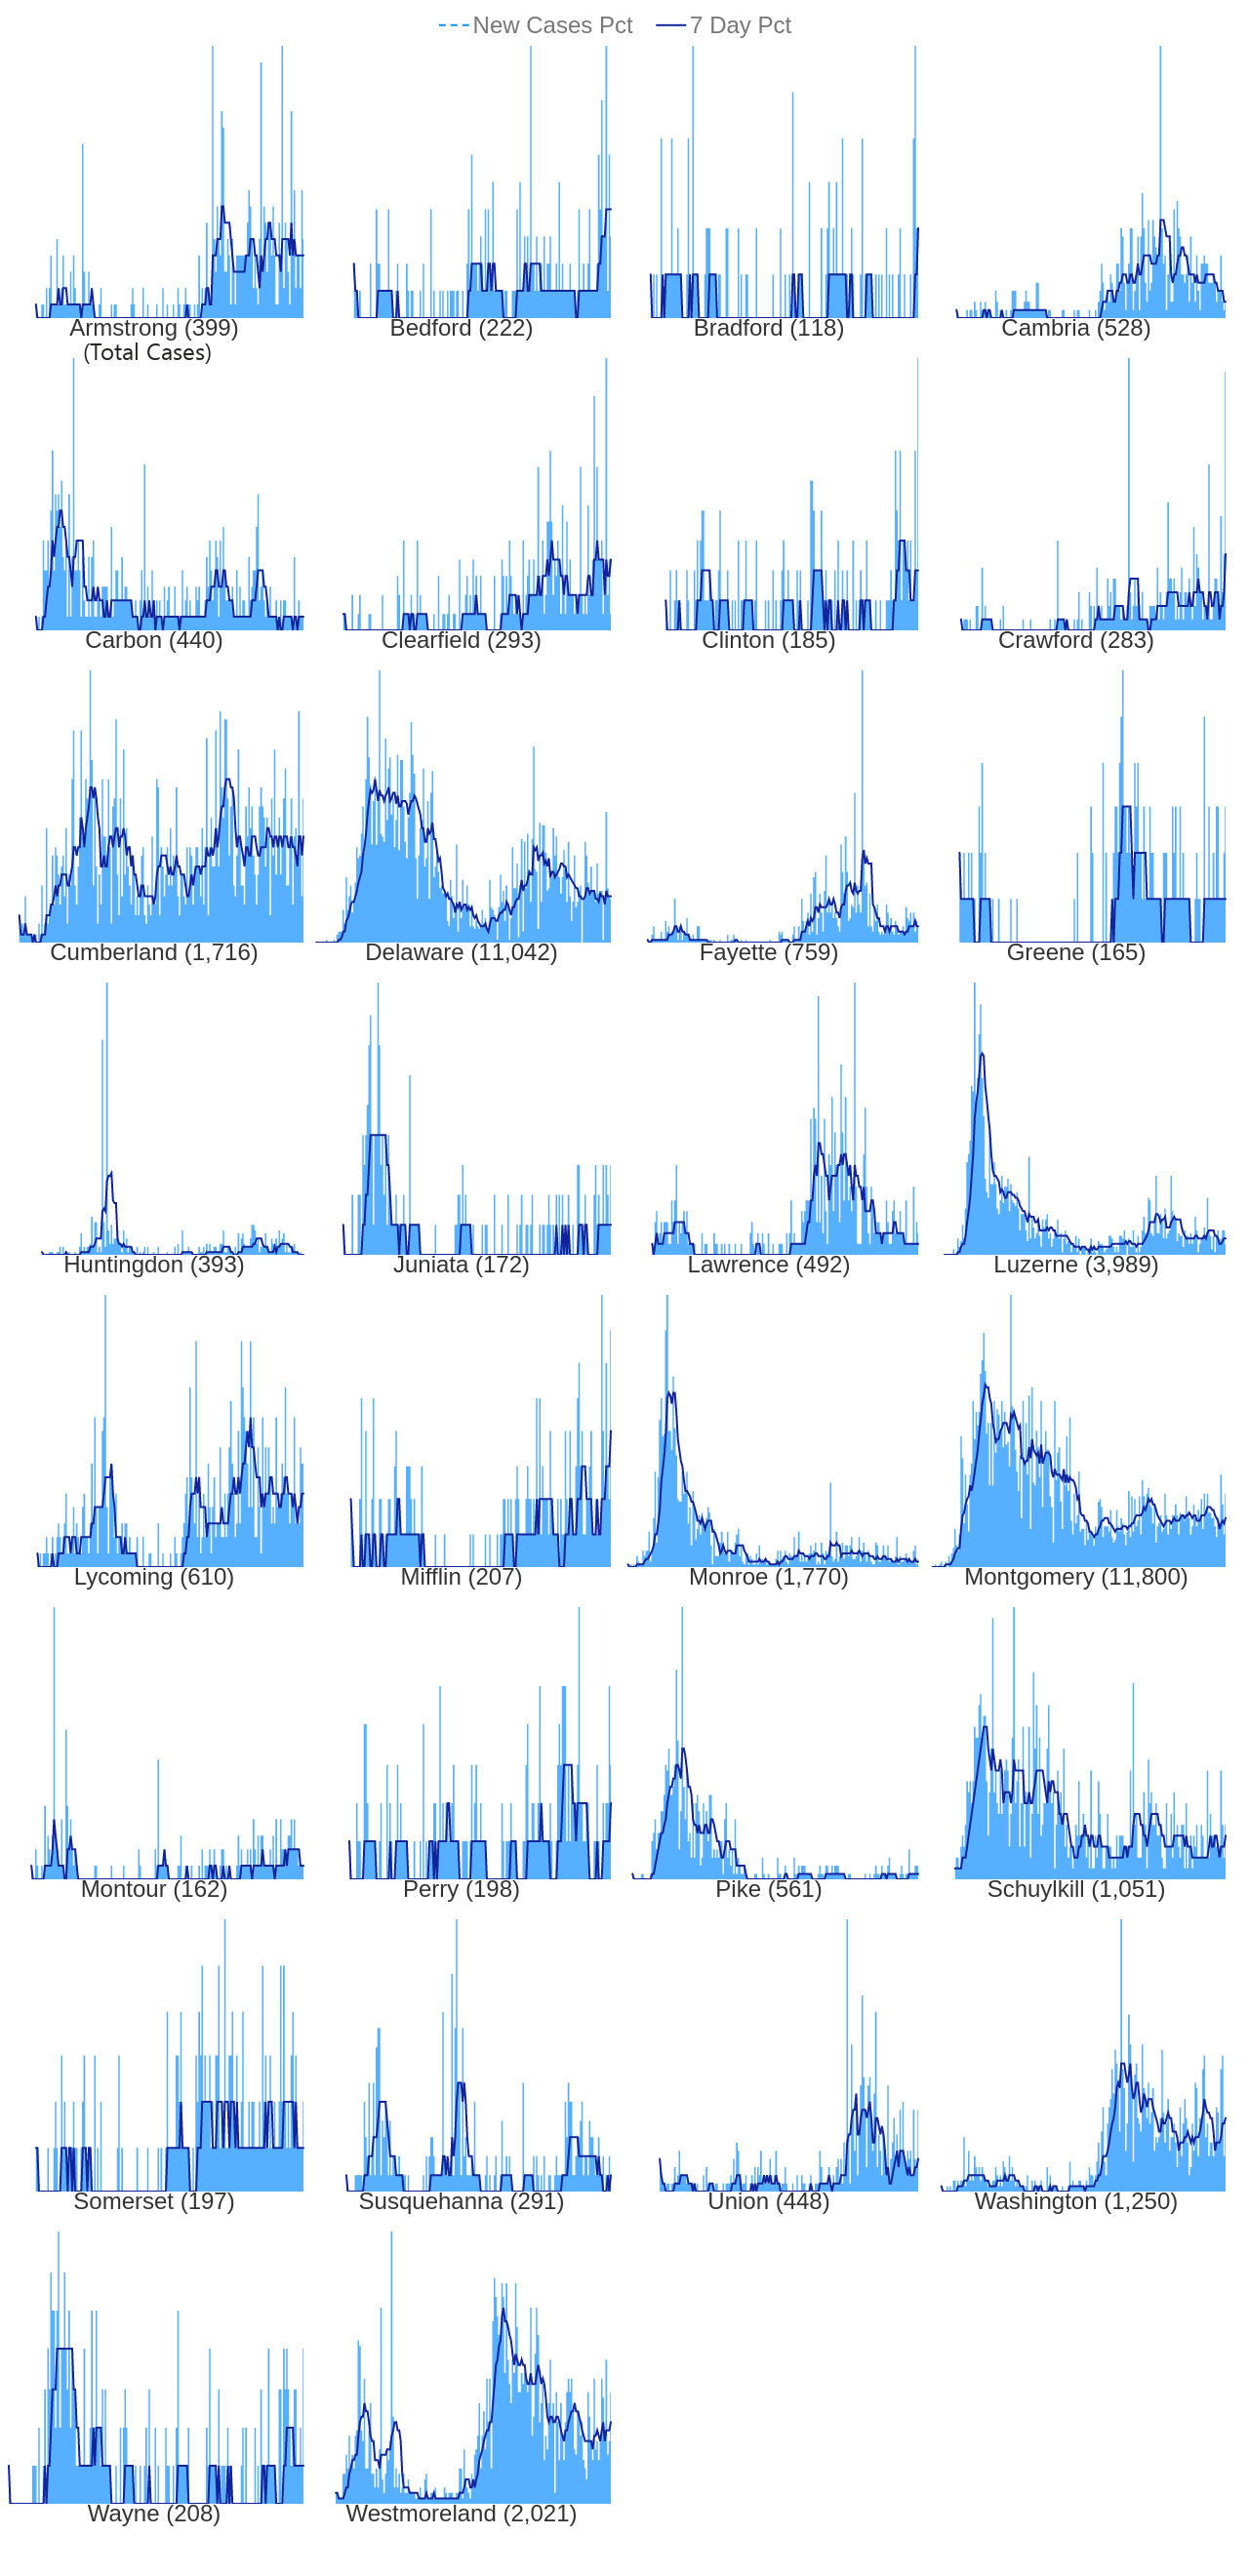 New Cases Pct 7 Day Pct
Armstrong (399) Bedford (222) Bradford (118) Cambria (528)
(Total Cases)
Carbon (440) Clearfield (293) Clinton (185) Crawford (283)
Cumberland (1,716) Delaware (11,042) Fayette (759) Greene (165)
Huntingdon (393) Juniata (172) Lawrence (492) Luzerne (3,989)
Lycoming (610) Mifflin (207) Monroe (1,770) Montgomery (11,800)
Montour (162) Perry (198) Pike (561) Schuylkill (1,051)
Somerset (197) Susquehanna (291) Union (448) Washington (1,250)
Wayne (208) Westmoreland (2,021)